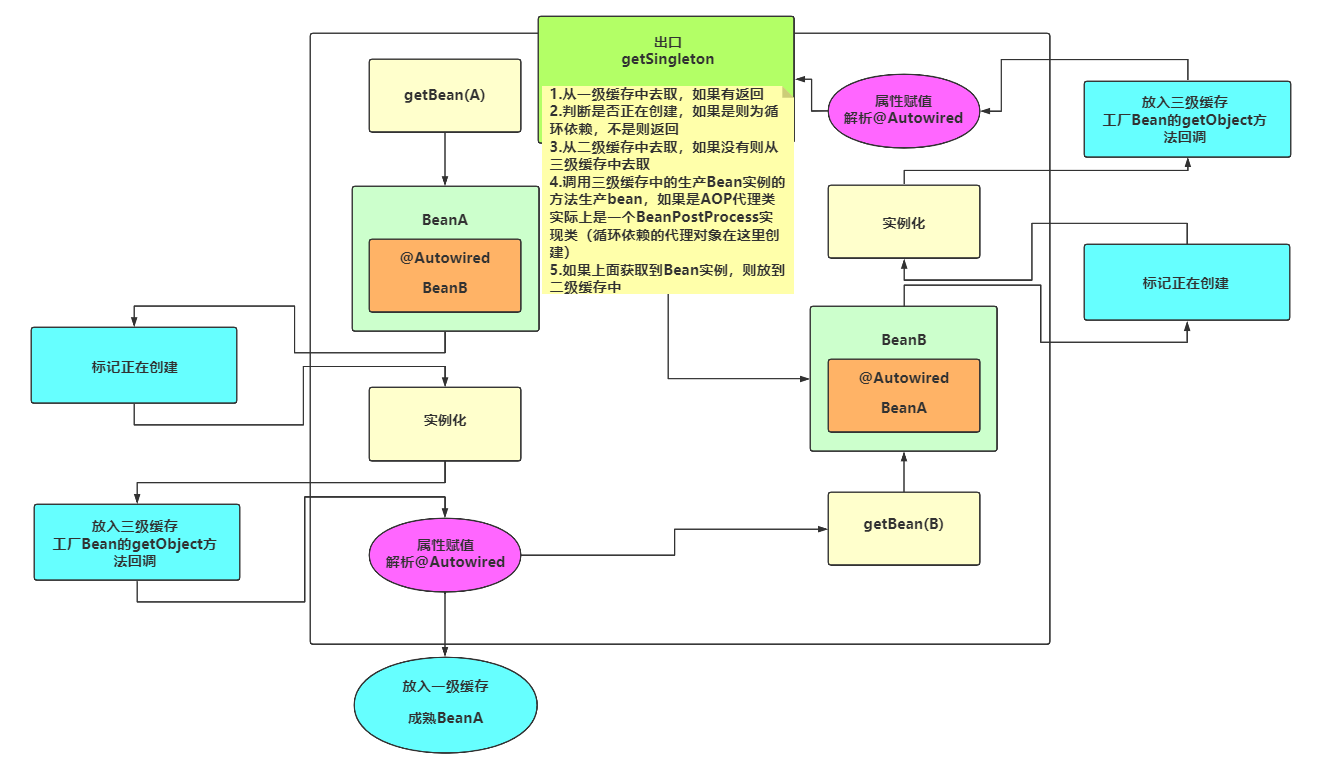 出口
getSingleton
1.从一级缓存中去取，如果有返回
2.判断是否正在创建，如果是则为循
环依赖，不是则返回
3.从二级缓存中去取，如果没有则从
三级缓存中去取
4.调用三级缓存中的生产Bean实例的
方法生产bean，如果是AOP代理类
实际上是一个BeanPostProcess实
现类（循环依赖的代理对象在这里创
建）
5.如果上面获取到Bean实例，则放到
二级缓存中
getBean(A)
BeanA
@Autowired
BeanB
标记正在创建
实例化
放入三级缓存
工厂Bean的getObject方
法回调
属性赋值
解析@Autowired
放入一级缓存
成熟BeanA
getBean(B)
BeanB
@Autowired
BeanA
标记正在创建
实例化
放入三级缓存
工厂Bean的getObject方
法回调
属性赋值
解析@Autowired